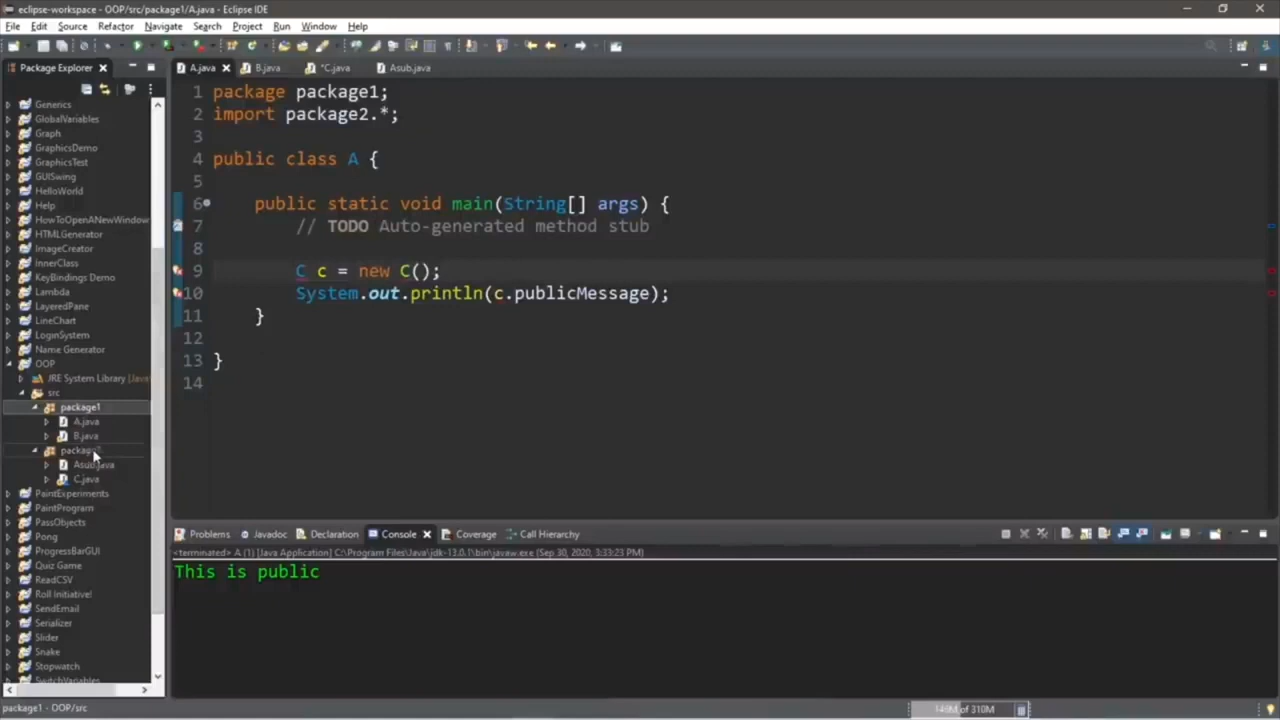 eclipse-workspace - OOP/src/package1/A.java - Eclipse IDE
File Edit Source Refactor Navigate Search Project Run Window Help
Package Explorer
A.java B.java *C.java Asub.java
Generics
GlobalVariables
Graph
GraphicsDemo
GraphicsTest
GUISwing
HelloWorld
Help
HowToOpenANewWindow
HTMLGenerator
ImageCreator
InnerClass
KeyBindings Demo
Lambda
LayeredPane
LineChart
LoginSystem
Name Generator
OOP
JRE System Library [Java
src
package1
A.java
B.java
package
Asub.java
C.java
PaintExperiments
PaintProgram
PassObjects
Pong
ProgressBarGUI
Quiz Game
ReadCSV
Roll Initiative!
SendEmail
Serializer
Slider
Snake
Stopwatch
SwitchVariables
1 package package1;
2 import package2.*;
3
4 public class A {
5
6 public static void main(String[] args) {
7 // TODO Auto-generated method stub
8
9 C c = new C();
10 System.out.println(c.publicMessage);
11 }
12
13 }
14
Problems Javadoc Declaration Console Coverage Call Hierarchy
<terminated> A (1) [Java Application] C:\Program Files\Java\jdk-13.0.1\bin\javaw.exe (Sep 30, 2020, 3:33:23 PM)
This is public
package1 - OOP/src
149M of 310M